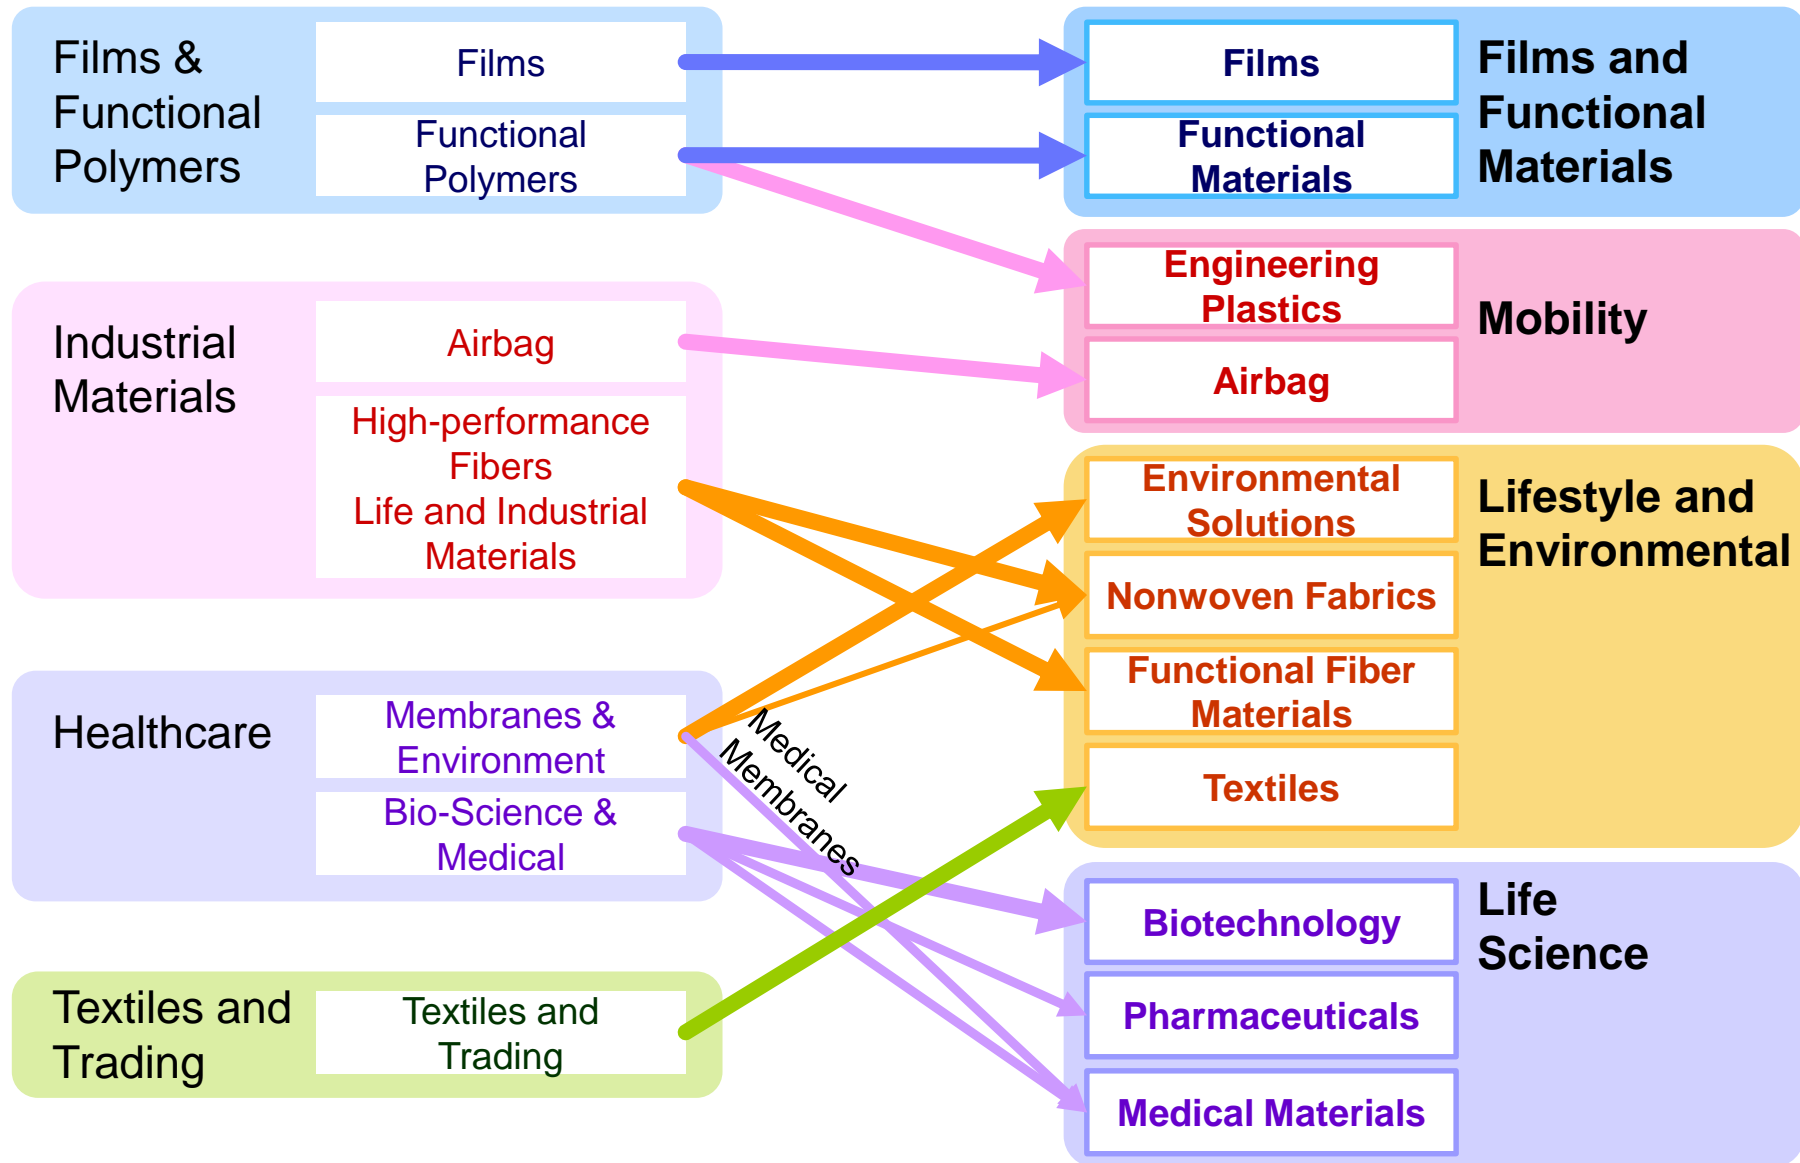 Films &
Functional
Polymers
Films
Functional
Polymers
Industrial
Materials
Airbag
High-performance
Fibers
Life and Industrial
Materials
Healthcare
Membranes &
Environment
Bio-Science &
Medical
Textiles and
Trading
Textiles and
Trading
Medical
Membranes
Films
Functional
Materials
Films and
Functional
Materials
Engineering
Plastics
Airbag
Mobility
Environmental
Solutions
Nonwoven Fabrics
Functional Fiber
Materials
Textiles
Lifestyle and
Environmental
Biotechnology
Pharmaceuticals
Medical Materials
Life
Science